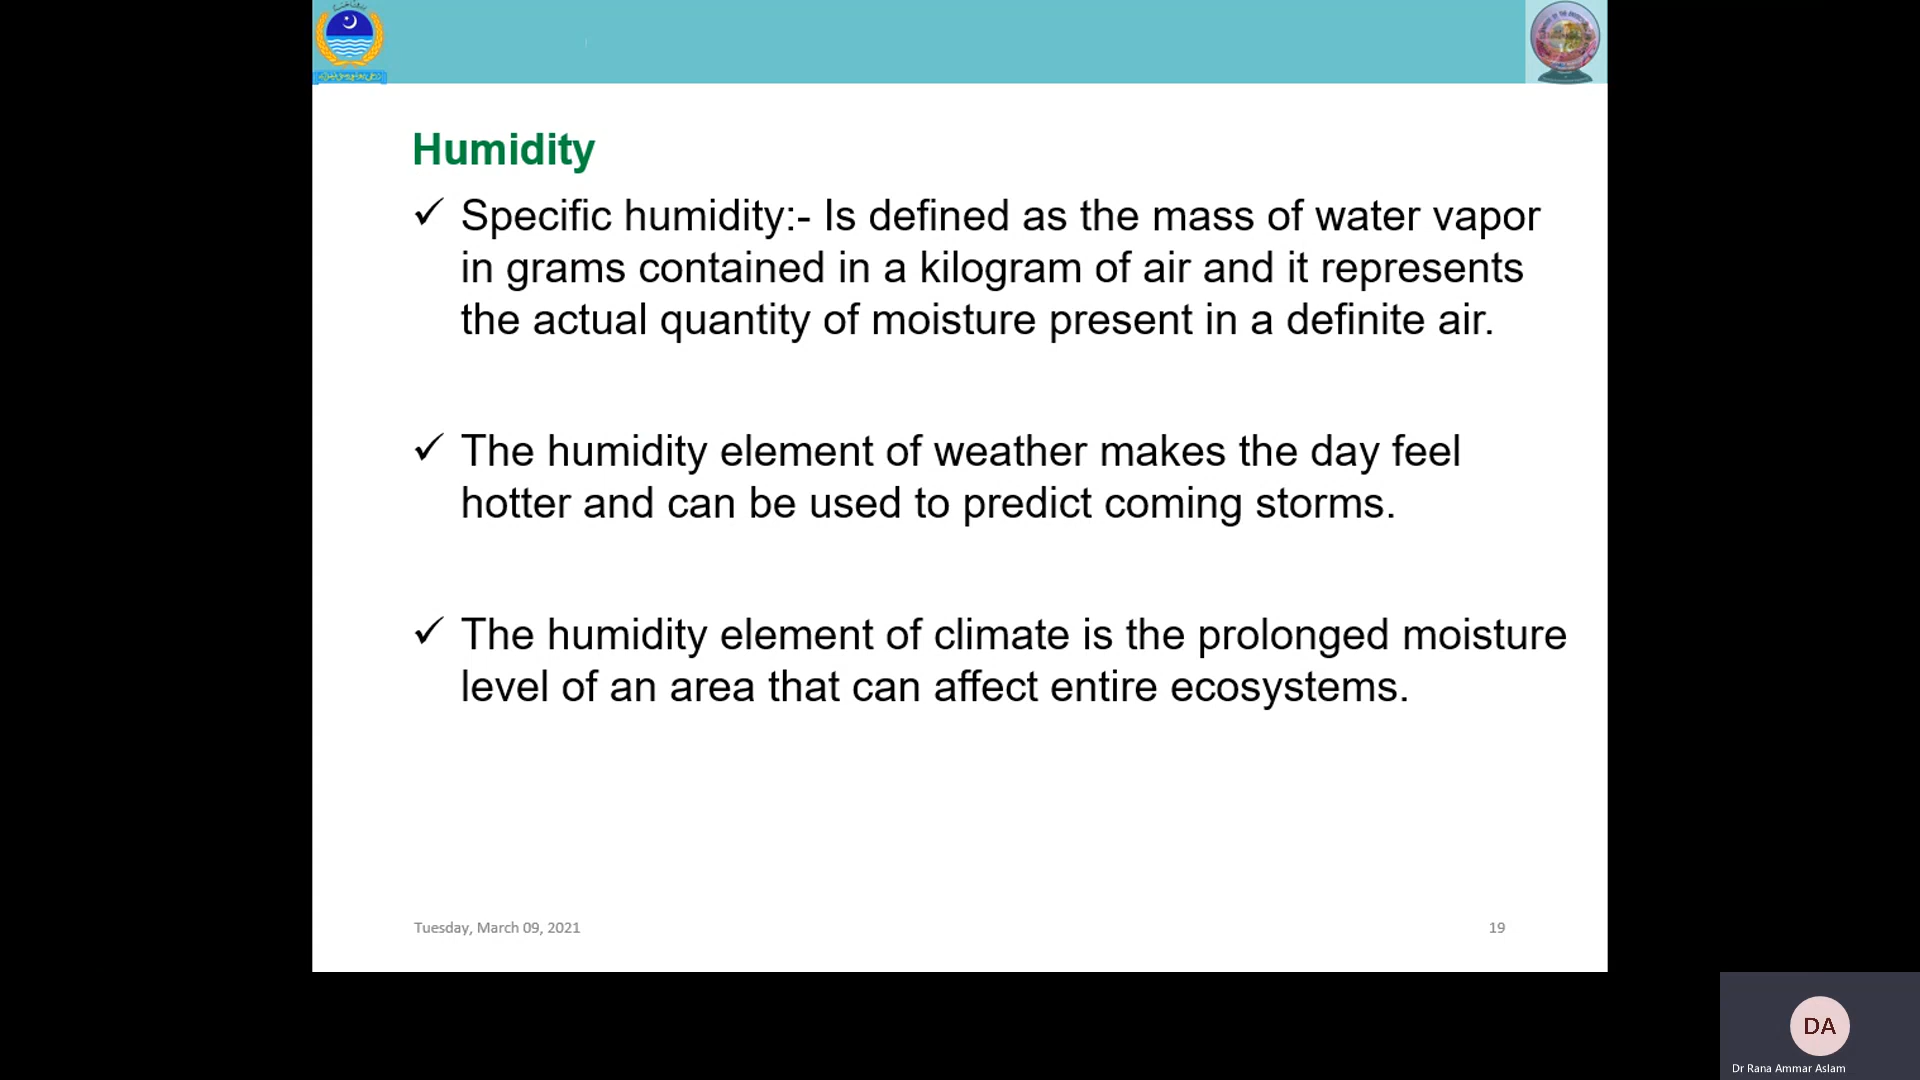 Humidity
✓ Specific humidity:- Is defined as the mass of water vapor
in grams contained in a kilogram of air and it represents
the actual quantity of moisture present in a definite air.
✓ The humidity element of weather makes the day feel
hotter and can be used to predict coming storms.
✓ The humidity element of climate is the prolonged moisture
level of an area that can affect entire ecosystems.
Tuesday, March 09, 2021
19
DA
Dr Rana Ammar Aslam